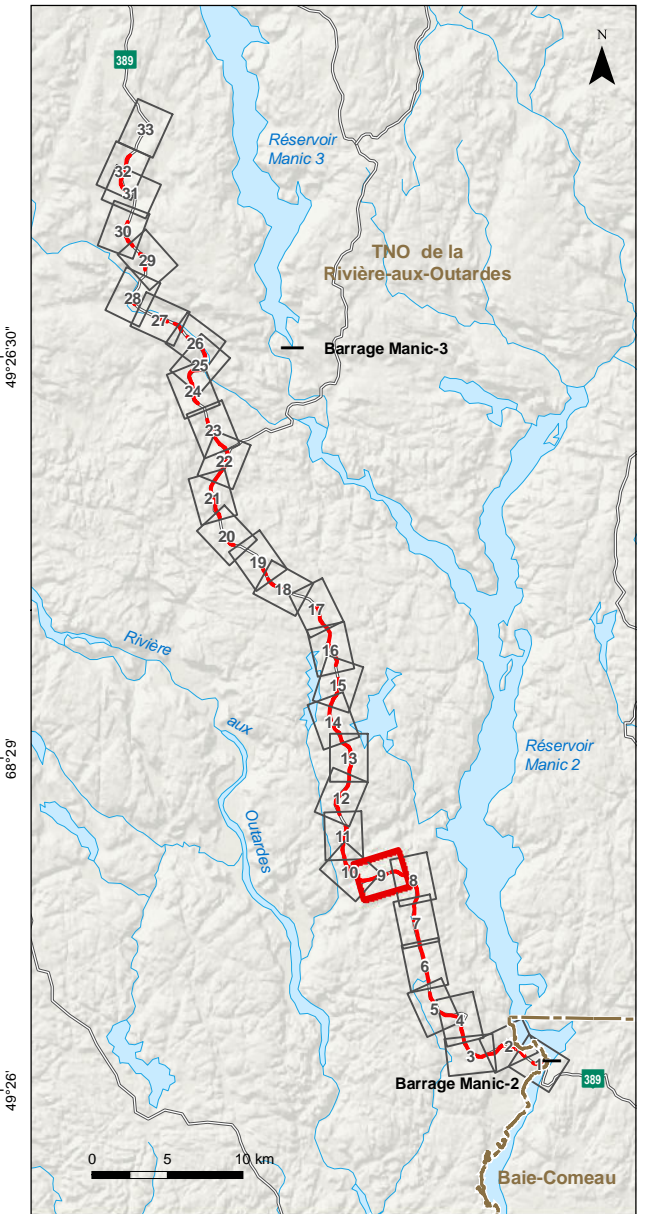 N
389
33
Réservoir
Manic 3
32
31
TNO de la
Rivière-aux-Outardes
30
29
28
27
26
Barrage Manic-3
49°26'30"
25
24
23
22
21
20
19
18
17
Rivière
16
15
aux
14
Réservoir
Manic 2
13
68°29'
12
Outardes
11
10
9
8
7
6
5
4
2
3
1
Barrage Manic-2
389
49°26'
0 5 10 km
Baie-Comeau